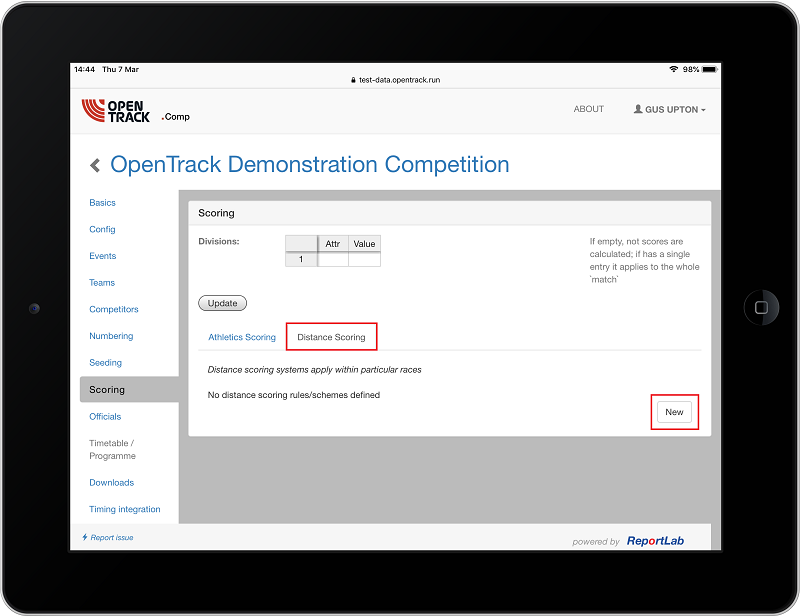 14:44 Thu 7 Mar
98%
test-data.opentrack.run
OPEN
TRACK
.Comp
ABOUT
GUS UPTON
OpenTrack Demonstration Competition
Basics
Config
Events
Teams
Competitors
Numbering
Seeding
Scoring
Officials
Timetable /
Programme
Downloads
Timing integration
Scoring
Divisions:
Attr Value
1
If empty, not scores are
calculated; if has a single
entry it applies to the whole
`match`
Update
Athletics Scoring Distance Scoring
Distance scoring systems apply within particular races
No distance scoring rules/schemes defined
New
Report issue
powered by ReportLab